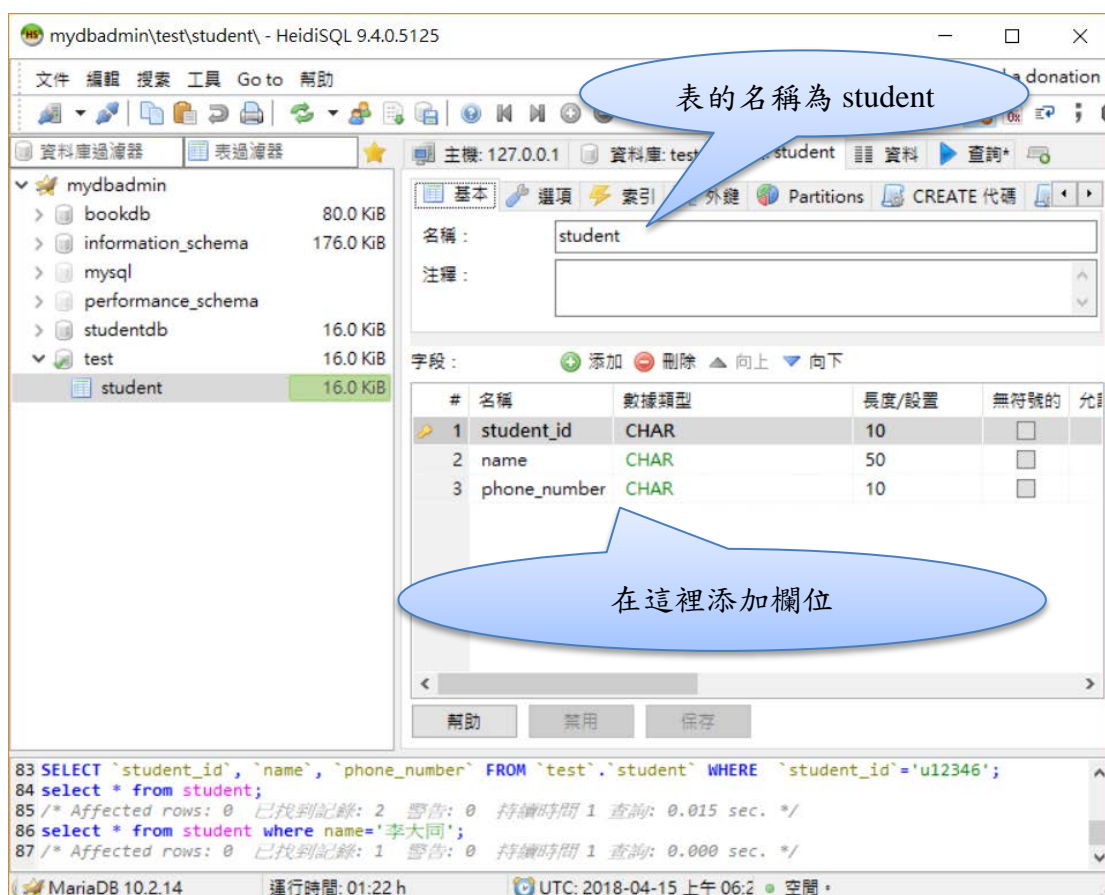 mydbadmin\test\student\ - HeidiSQL 9.4.0.5125
文件 編輯 搜索 工具 Go to 幫助
a donation
表的名稱為 student
資料庫過濾器 表過濾器
主機: 127.0.0.1 資料庫: test student 資料 查詢*
mydbadmin
bookdb 80.0 KiB
information_schema 176.0 KiB
mysql
performance_schema
studentdb 16.0 KiB
test 16.0 KiB
student 16.0 KiB
基本 選項 索引 外鍵 Partitions CREATE 代碼
名稱 : student
注釋 :
字段 : 添加 刪除 向上 向下
# 名稱 數據類型 長度/設置 無符號的
1 student_id CHAR 10
2 name CHAR 50
3 phone_number CHAR 10
在這裡添加欄位
幫助 禁用 保存
83 SELECT `student_id`, `name`, `phone_number` FROM `test`.`student` WHERE `student_id`='u12346';
84 select * from student;
85 /* Affected rows: 0 已找到記錄: 2 警告: 0 持續時間 1 查詢: 0.015 sec. */
86 select * from student where name='李大同';
87 /* Affected rows: 0 已找到記錄: 1 警告: 0 持續時間 1 查詢: 0.000 sec. */
MariaDB 10.2.14 運行時間: 01:22 h UTC: 2018-04-15 上午 06:2 空閒。